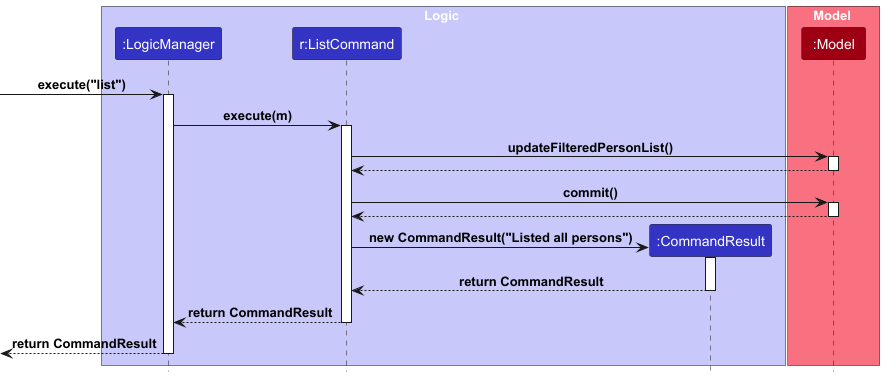 Logic
Model
:LogicManager
r:ListCommand
:Model
execute("list")
execute(m)
updateFilteredPersonList()
commit()
new CommandResult("Listed all persons")
:CommandResult
return CommandResult
return CommandResult
return CommandResult